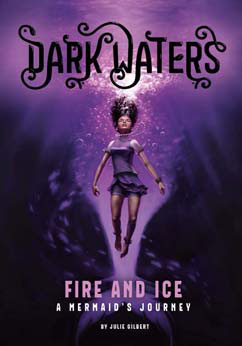 DARK WATERS
FIRE AND ICE
A MERMAID'S JOURNEY
BY JULIE GILBERT